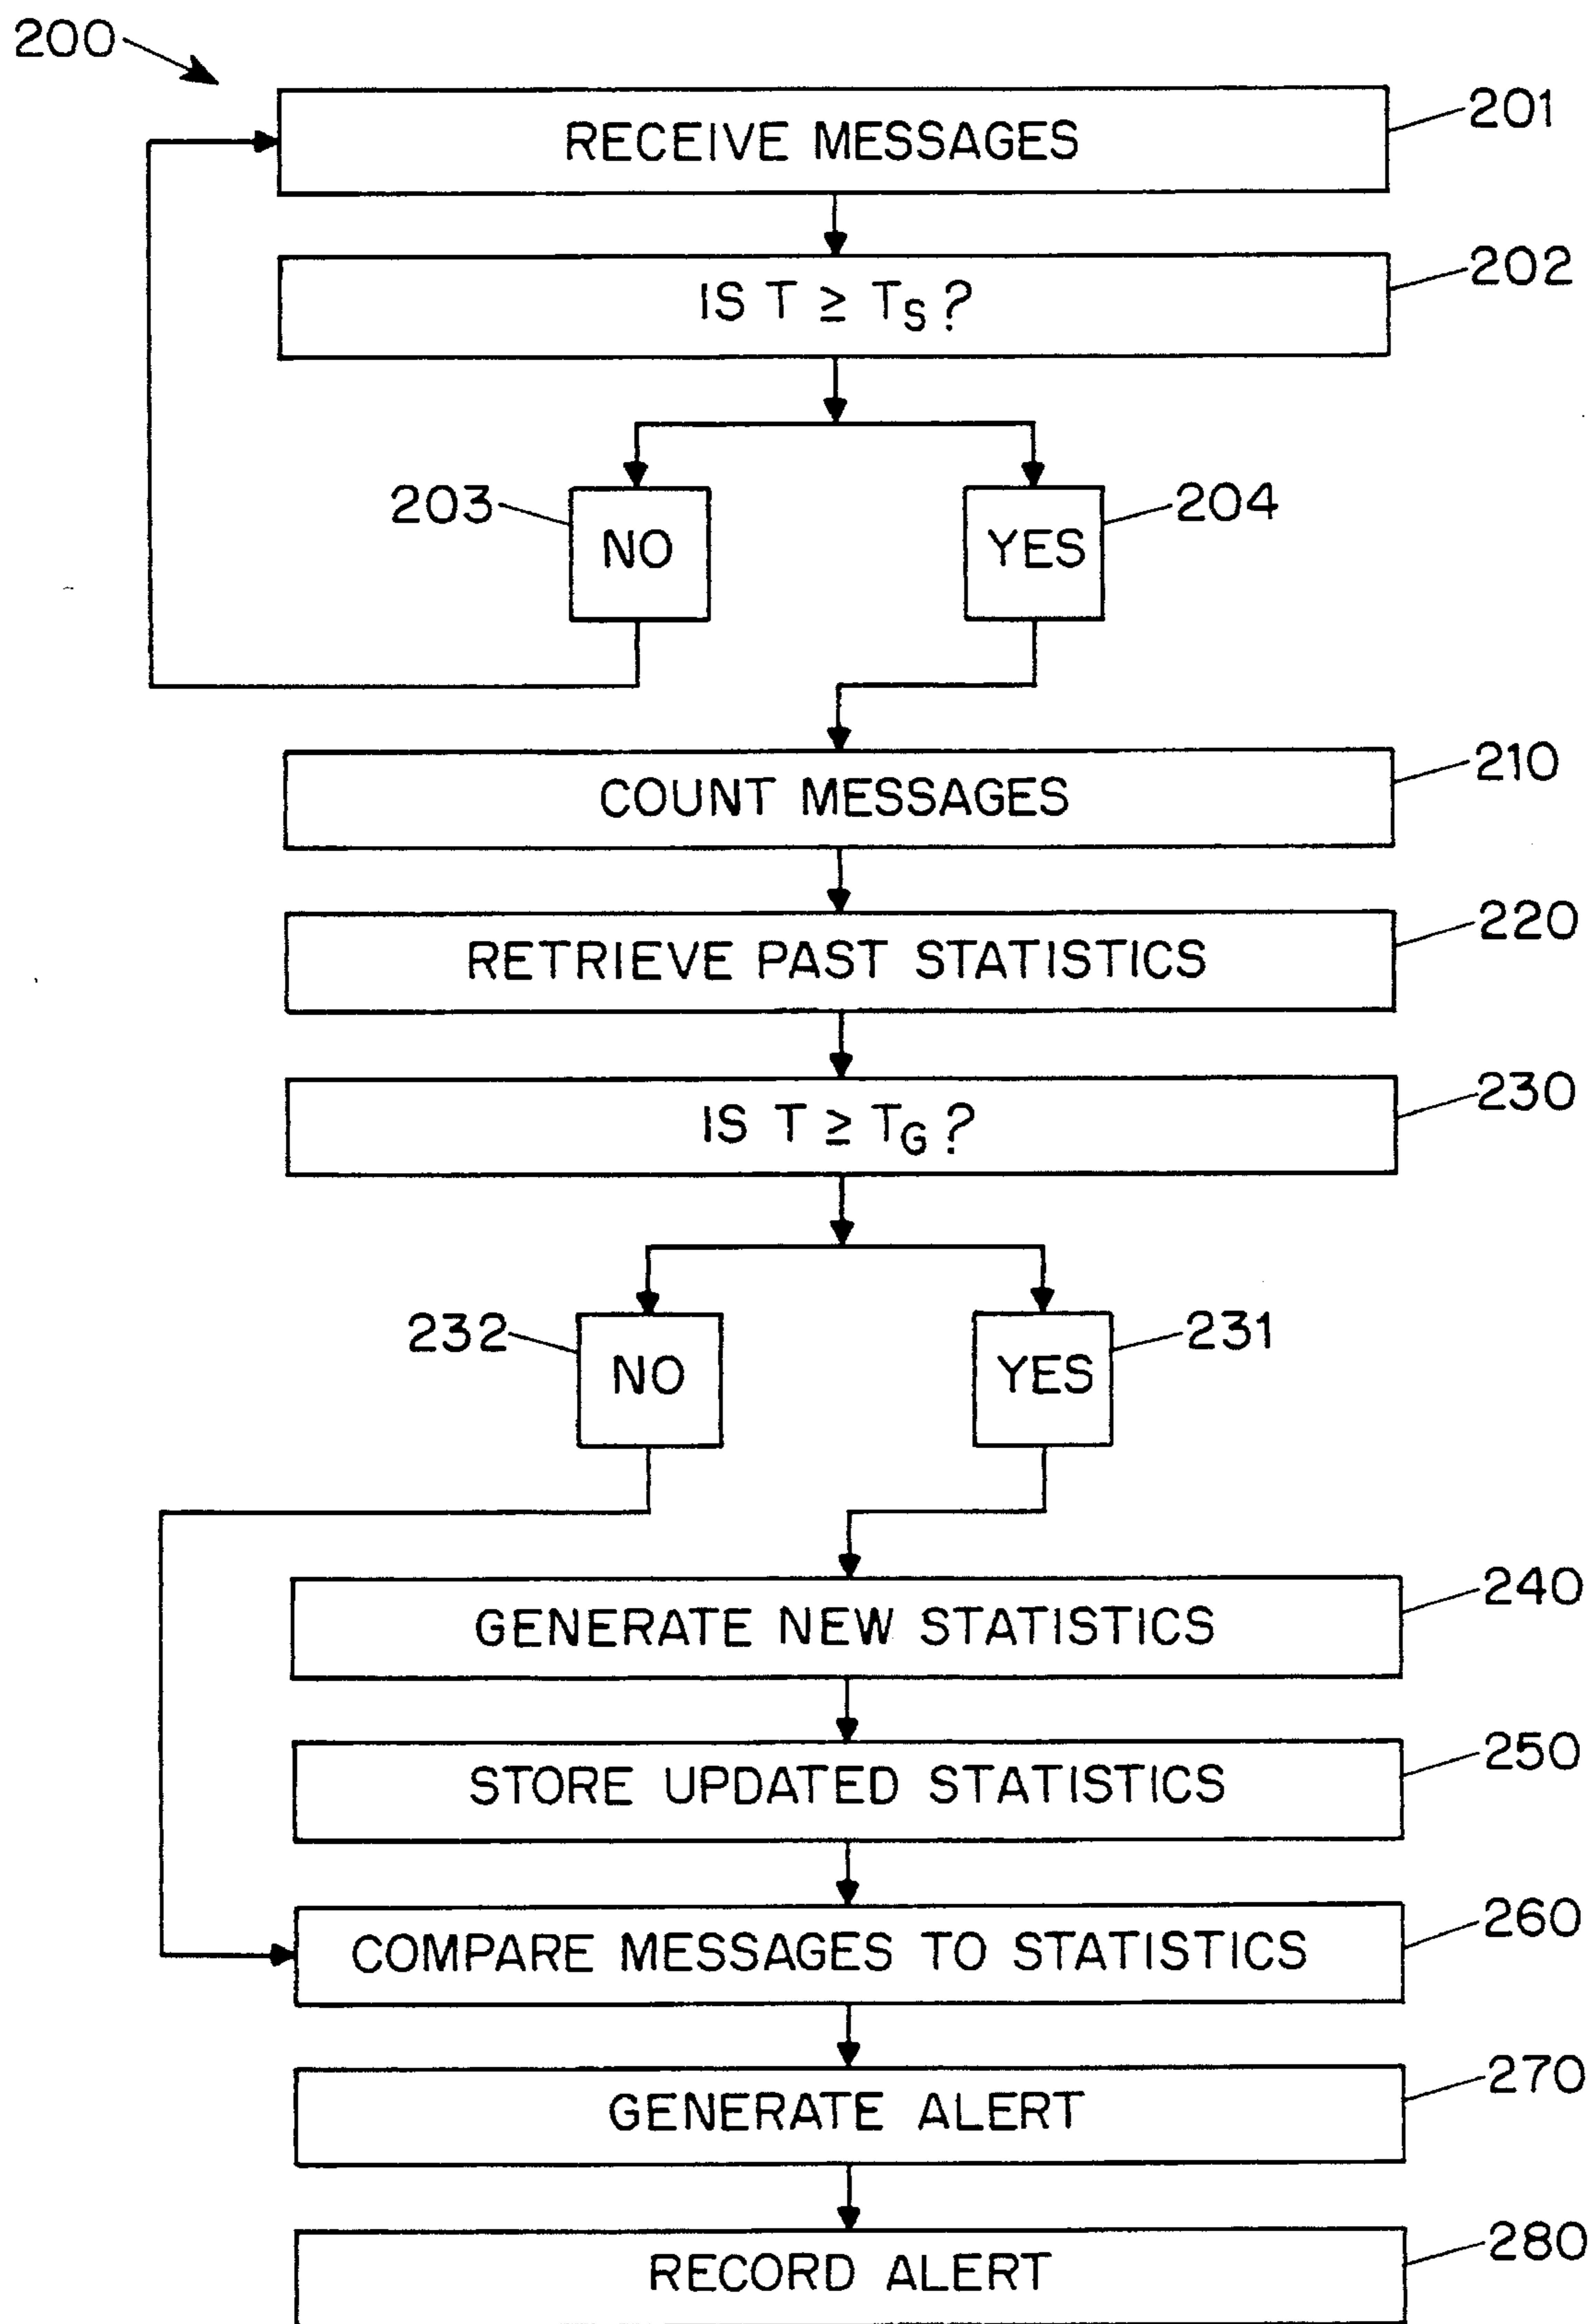 200
RECEIVE MESSAGES
201
IS T ≥ TS?
202
203
NO
YES
204
COUNT MESSAGES
210
RETRIEVE PAST STATISTICS
220
IS T ≥ TG?
230
232
NO
YES
231
GENERATE NEW STATISTICS
240
STORE UPDATED STATISTICS
250
COMPARE MESSAGES TO STATISTICS
260
GENERATE ALERT
270
RECORD ALERT
280